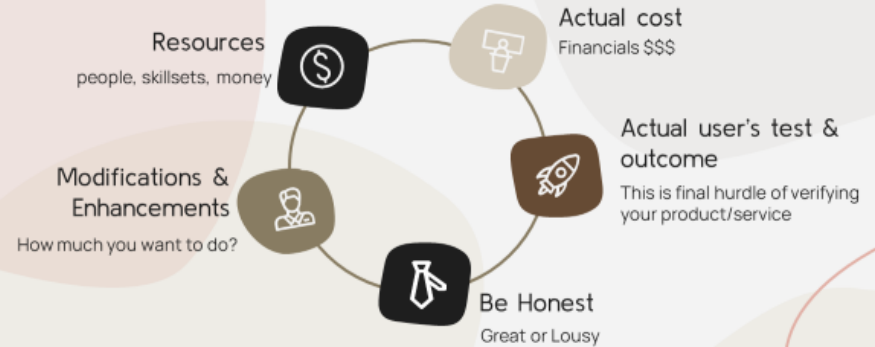 Actual cost
Financials $$$
Resources
people, skillsets, money
$
Actual user's test &
outcome
This is final hurdle of verifying
your product/service
Modifications &
Enhancements
How much you want to do?
Be Honest
Great or Lousy